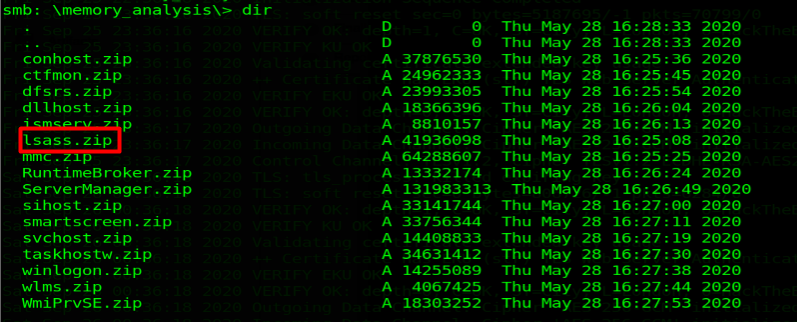 smb: \memory_analysis\> dir
. D 0 Thu May 28 16:28:33 2020
.. D 0 Thu May 28 16:28:33 2020
conhost.zip A 37876530 Thu May 28 16:25:36 2020
ctfmon.zip A 24962333 Thu May 28 16:25:45 2020
dfsrs.zip A 23993305 Thu May 28 16:25:54 2020
dllhost.zip A 18366396 Thu May 28 16:26:04 2020
ismserv.zip A 8810157 Thu May 28 16:26:13 2020
lsass.zip A 41936098 Thu May 28 16:25:08 2020
mmc.zip A 64288607 Thu May 28 16:25:25 2020
RuntimeBroker.zip A 13332174 Thu May 28 16:26:24 2020
ServerManager.zip A 131983313 Thu May 28 16:26:49 2020
sihost.zip A 33141744 Thu May 28 16:27:00 2020
smartscreen.zip A 33756344 Thu May 28 16:27:11 2020
svchost.zip A 14408833 Thu May 28 16:27:19 2020
taskhostw.zip A 34631412 Thu May 28 16:27:30 2020
winlogon.zip A 14255089 Thu May 28 16:27:38 2020
wlms.zip A 4067425 Thu May 28 16:27:44 2020
WmiPrvSE.zip A 18303252 Thu May 28 16:27:53 2020